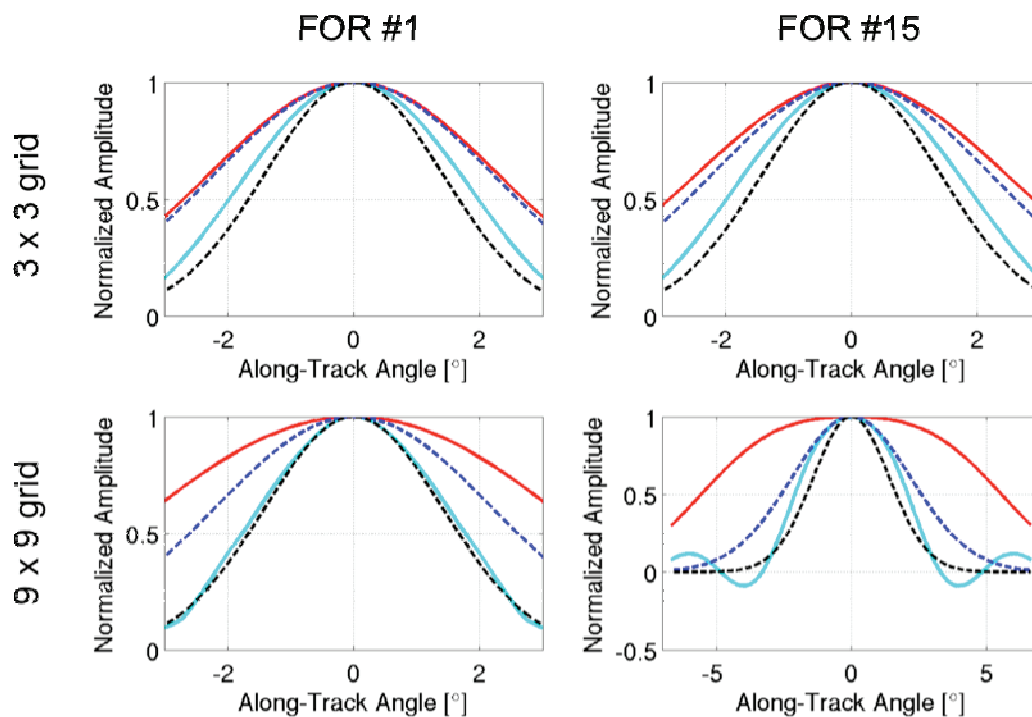 FOR #1
FOR #15
3 x 3 grid
Normalized Amplitude
1
0.5
0
-2
0
2
Along-Track Angle [°]
Normalized Amplitude
1
0.5
0
-2
0
2
Along-Track Angle [°]
9 x 9 grid
Normalized Amplitude
1
0.5
0
-2
0
2
Along-Track Angle [°]
Normalized Amplitude
1
0.5
0
-0.5
-5
0
5
Along-Track Angle [°]